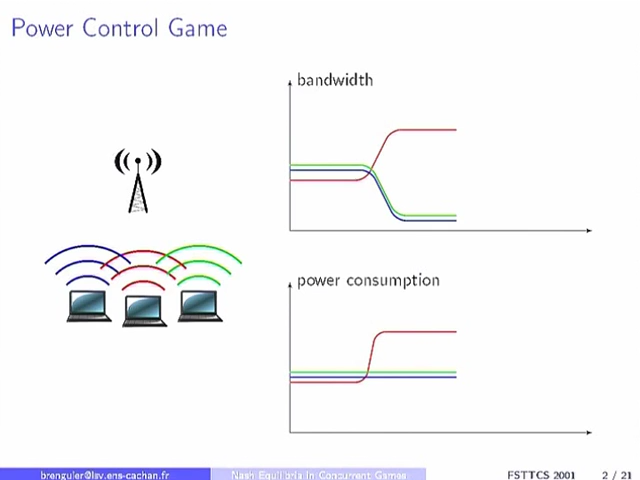 Power Control Game
bandwidth
power consumption
brenguier@lsv.ens-cachan.fr
Nash Equilibria in Concurrent Games
FSTTCS 2001
2 / 21